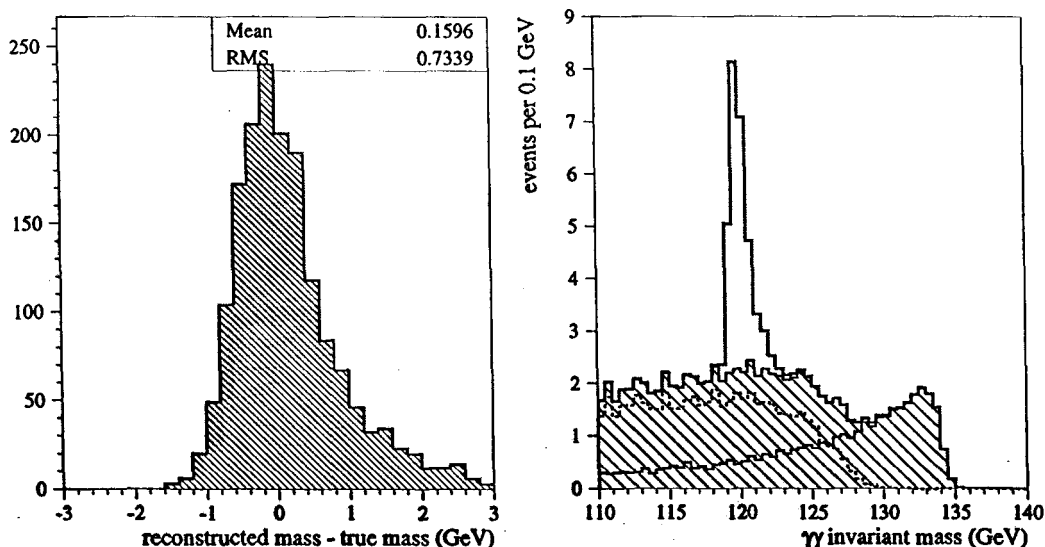 Mean 0.1596
RMS 0.7339
250
200
150
100
50
0
-3 -2 -1 0 1 2 3
reconstructed mass - true mass (GeV)
events per 0.1 GeV
9
8
7
6
5
4
3
2
1
0
110 115 120 125 130 135 140
γγ invariant mass (GeV)